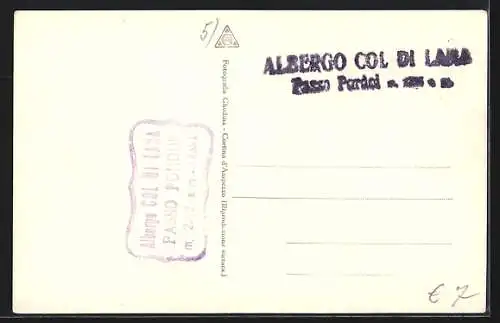 5)
ALBERGO COL DI LANA
Passo Pordoi m.
Fotografia Ghedina - Cortina d'Ampezzo (Riproduzione vietata.)
Albergo COL DI LANA
PASSO PORDOI
m. 2
€ 7